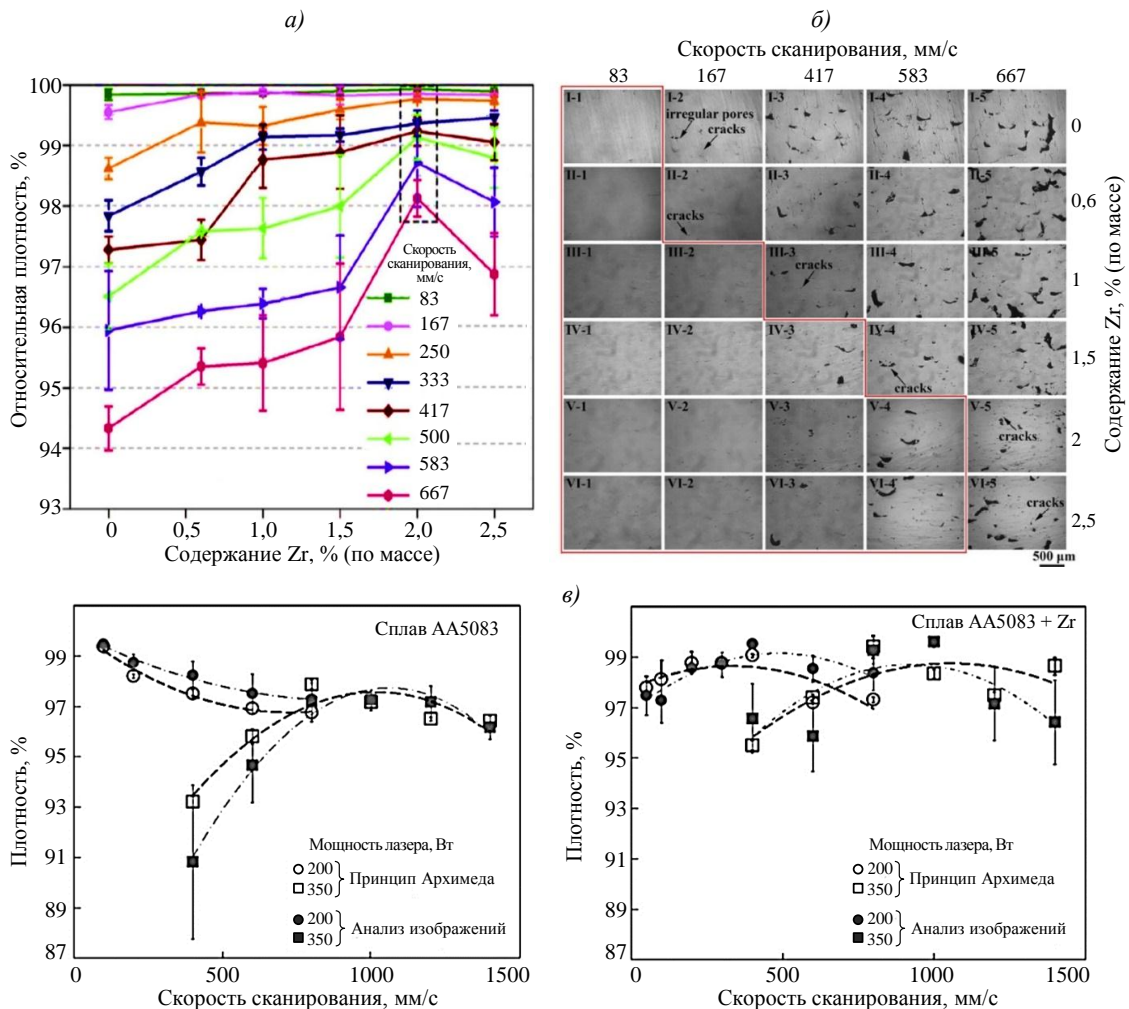 а)
Относительная плотность, %
100
99
98
97
96
95
94
93
Скорость
сканирования,
мм/с
83
167
250
333
417
500
583
667
0 0,5 1,0 1,5 2,0 2,5
Содержание Zr, % (по массе)
б)
Скорость сканирования, мм/с
83 167 417 583 667
I-1 I-2 I-3 I-4 I-5
irregular pores
cracks
0
II-1 II-2 II-3 II-4 II-5
cracks
0,6
III-1 III-2 III-3 III-4 III-5
cracks
1
IV-1 IV-2 IV-3 IV-4 IV-5
cracks
1,5
V-1 V-2 V-3 V-4 V-5
cracks
2
VI-1 VI-2 VI-3 VI-4 VI-5
cracks
2,5
Содержание Zr, % (по массе)
500 µm
в)
Сплав АА5083
Плотность, %
99
97
95
93
91
89
87
Мощность лазера, Вт
200
350
Принцип Архимеда
200
350
Анализ изображений
0 500 1000 1500
Скорость сканирования, мм/с
Сплав АА5083 + Zr
Плотность, %
99
97
95
93
91
89
87
Мощность лазера, Вт
200
350
Принцип Архимеда
200
350
Анализ изображений
0 500 1000 1500
Скорость сканирования, мм/с